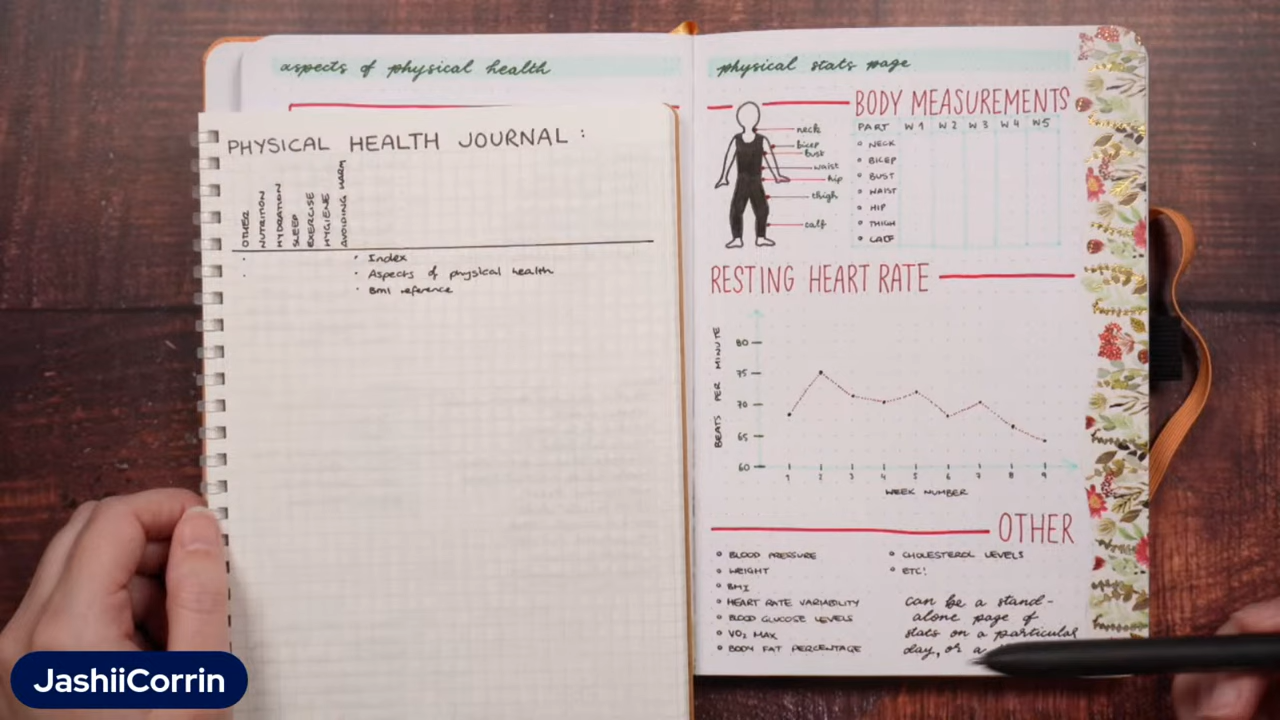 aspects of physical health
PHYSICAL HEALTH JOURNAL :
OTHER
NUTRITION
HYDRATION
SLEEP
EXERCISE
HYGIENE
AVOIDING HARM
• Index
• Aspects of physical health
• BMI reference
physical stats page
BODY MEASUREMENTS
neck
bicep
bust
waist
hip
thigh
calf
PART W1 W2 W3 W4 W5
NECK
BICEP
BUST
WAIST
HIP
THIGH
CALF
RESTING HEART RATE
BEATS PER MINUTE
80
75
70
65
60
1 2 3 4 5 6 7 8 9
WEEK NUMBER
OTHER
BLOOD PRESSURE
WEIGHT
BMI
HEART RATE VARIABILITY
BLOOD GLUCOSE LEVELS
VO2 MAX
BODY FAT PERCENTAGE
CHOLESTEROL LEVELS
ETC!
can be a stand-
alone page of
stats on a particular
day, or a
JashiiCorrin